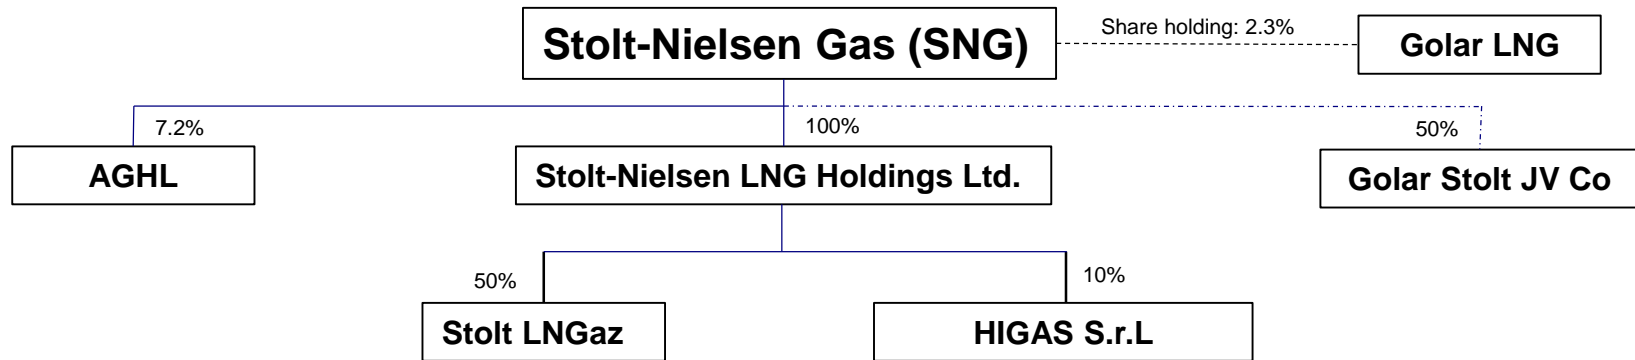 Stolt-Nielsen Gas (SNG)
Share holding: 2.3%
Golar LNG
7.2%
100%
50%
AGHL
Stolt-Nielsen LNG Holdings Ltd.
Golar Stolt JV Co
50%
10%
Stolt LNGaz
HIGAS S.r.L